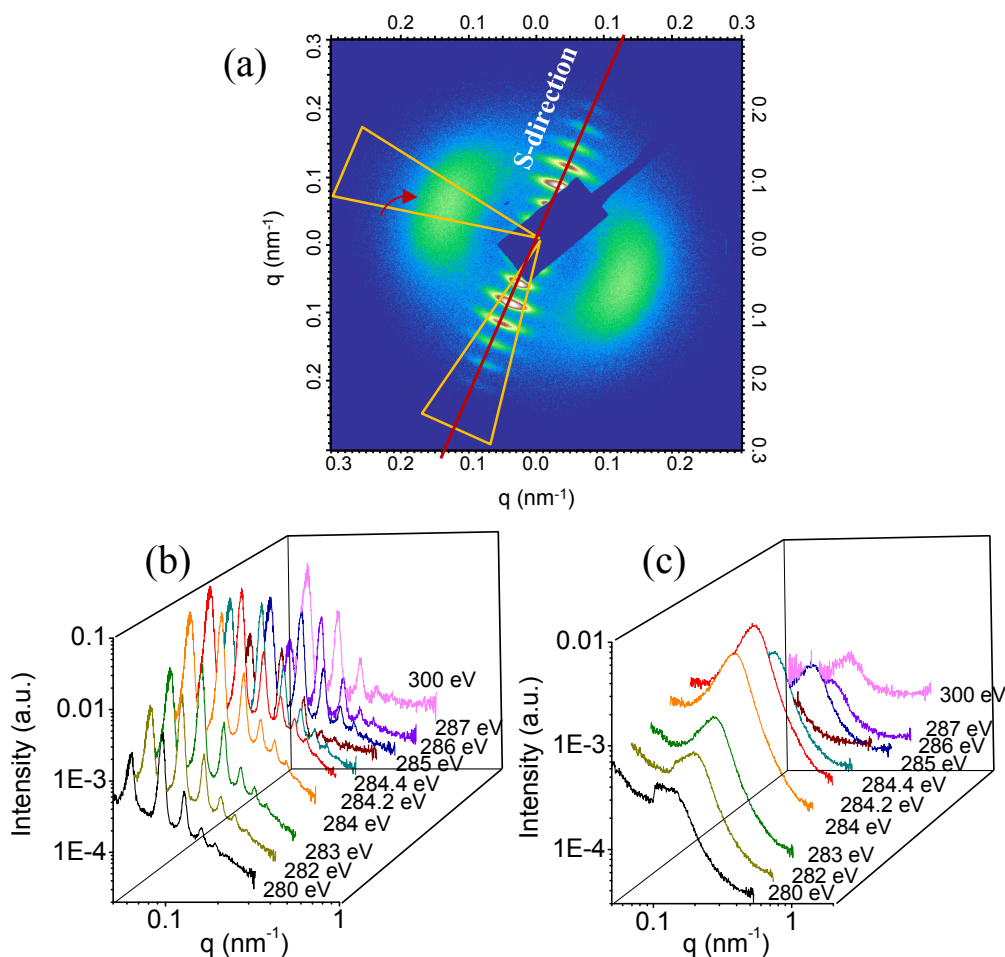 0.2 0.1 0.0 0.1 0.2 0.3
(a)
0.3
0.2
0.1
0.0
0.1
0.2
q (nm⁻¹)
S-direction
0.3
0.2
0.1
0.0
0.1
0.2
0.3
0.3 0.2 0.1 0.0 0.1 0.2
q (nm⁻¹)
(b)
0.1
0.01
1E-3
1E-4
Intensity (a.u.)
300 eV
287 eV
286 eV
285 eV
284.4 eV
284.2 eV
284 eV
283 eV
282 eV
280 eV
0.1 1
q (nm⁻¹)
(c)
0.01
1E-3
1E-4
Intensity (a.u.)
300 eV
287 eV
286 eV
285 eV
284.4 eV
284.2 eV
284 eV
283 eV
282 eV
280 eV
0.1 1
q (nm⁻¹)